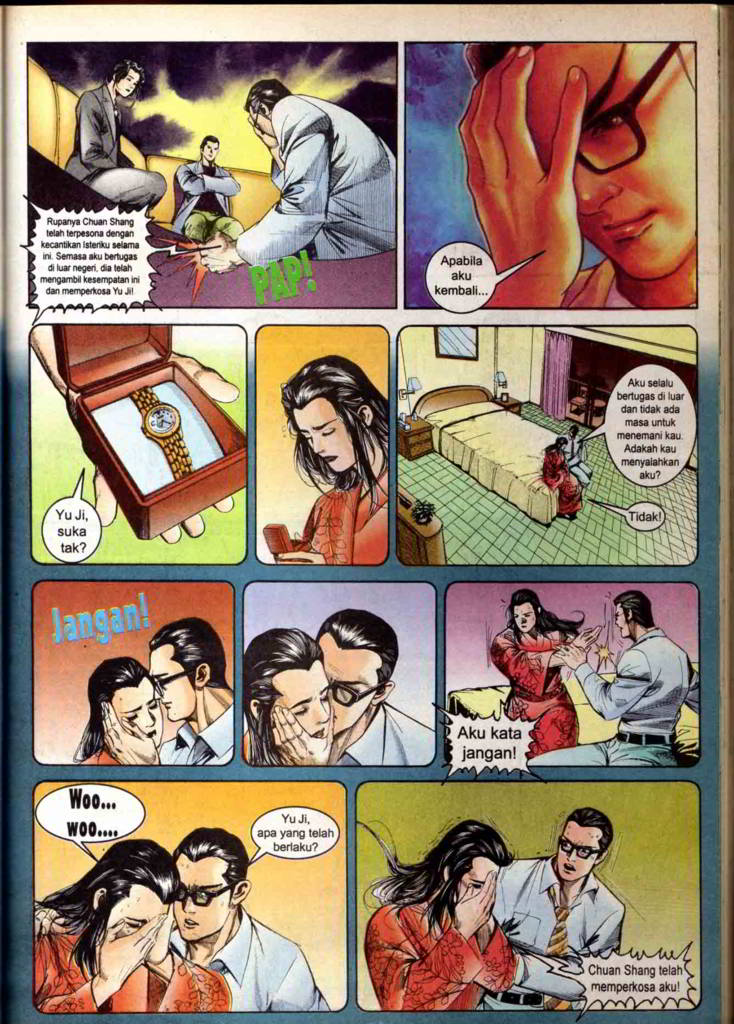 Rupanya Chuan Shang
telah terpesona dengan
kecantikan Isteriku selama
ini. Semasa aku bertugas
di luar negeri, dia telah
mengambil kesempatan ini
dan memperkosa Yu Ji!
PAP!
Apabila
aku
kembali...
Yu Ji,
suka
tak?
Aku selalu
bertugas di luar
dan tidak ada
masa untuk
menemani kau.
Adakah kau
menyalahkan
aku?
Tidak!
Jangan!
Aku kata
jangan!
Woo...
woo....
Yu Ji,
apa yang telah
berlaku?
Chuan Shang telah
memperkosa aku!